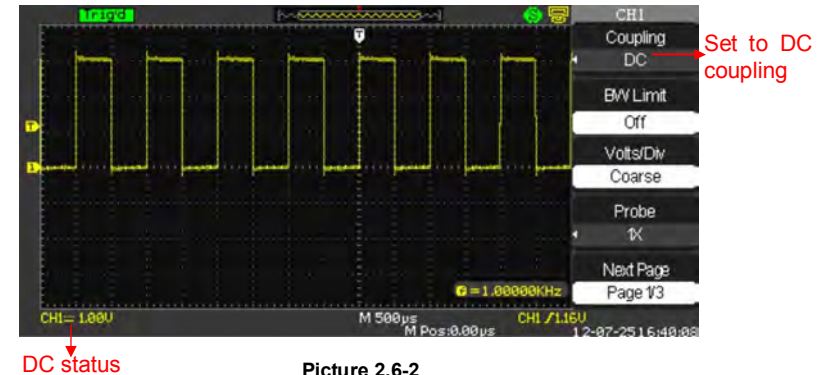 Trig'd
CH1
Coupling
DC
Set to DC
coupling
T
BW Limit
Off
T
Volts/Div
1
Coarse
Probe
1X
Next Page
f = 1.00000KHz
Page 1/3
CH1 1.00V
M 500µs
CH1 /1.16V
M Pos:0.00µs
12-07-25 16:40:08
DC status
Picture 2.6-2